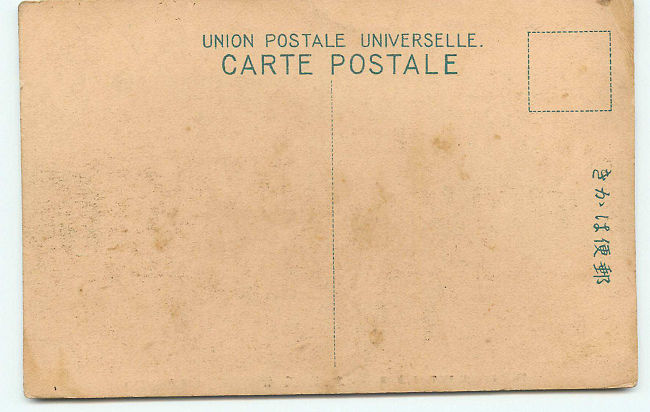 UNION POSTALE UNIVERSELLE.
CARTE POSTALE
郵便はかき